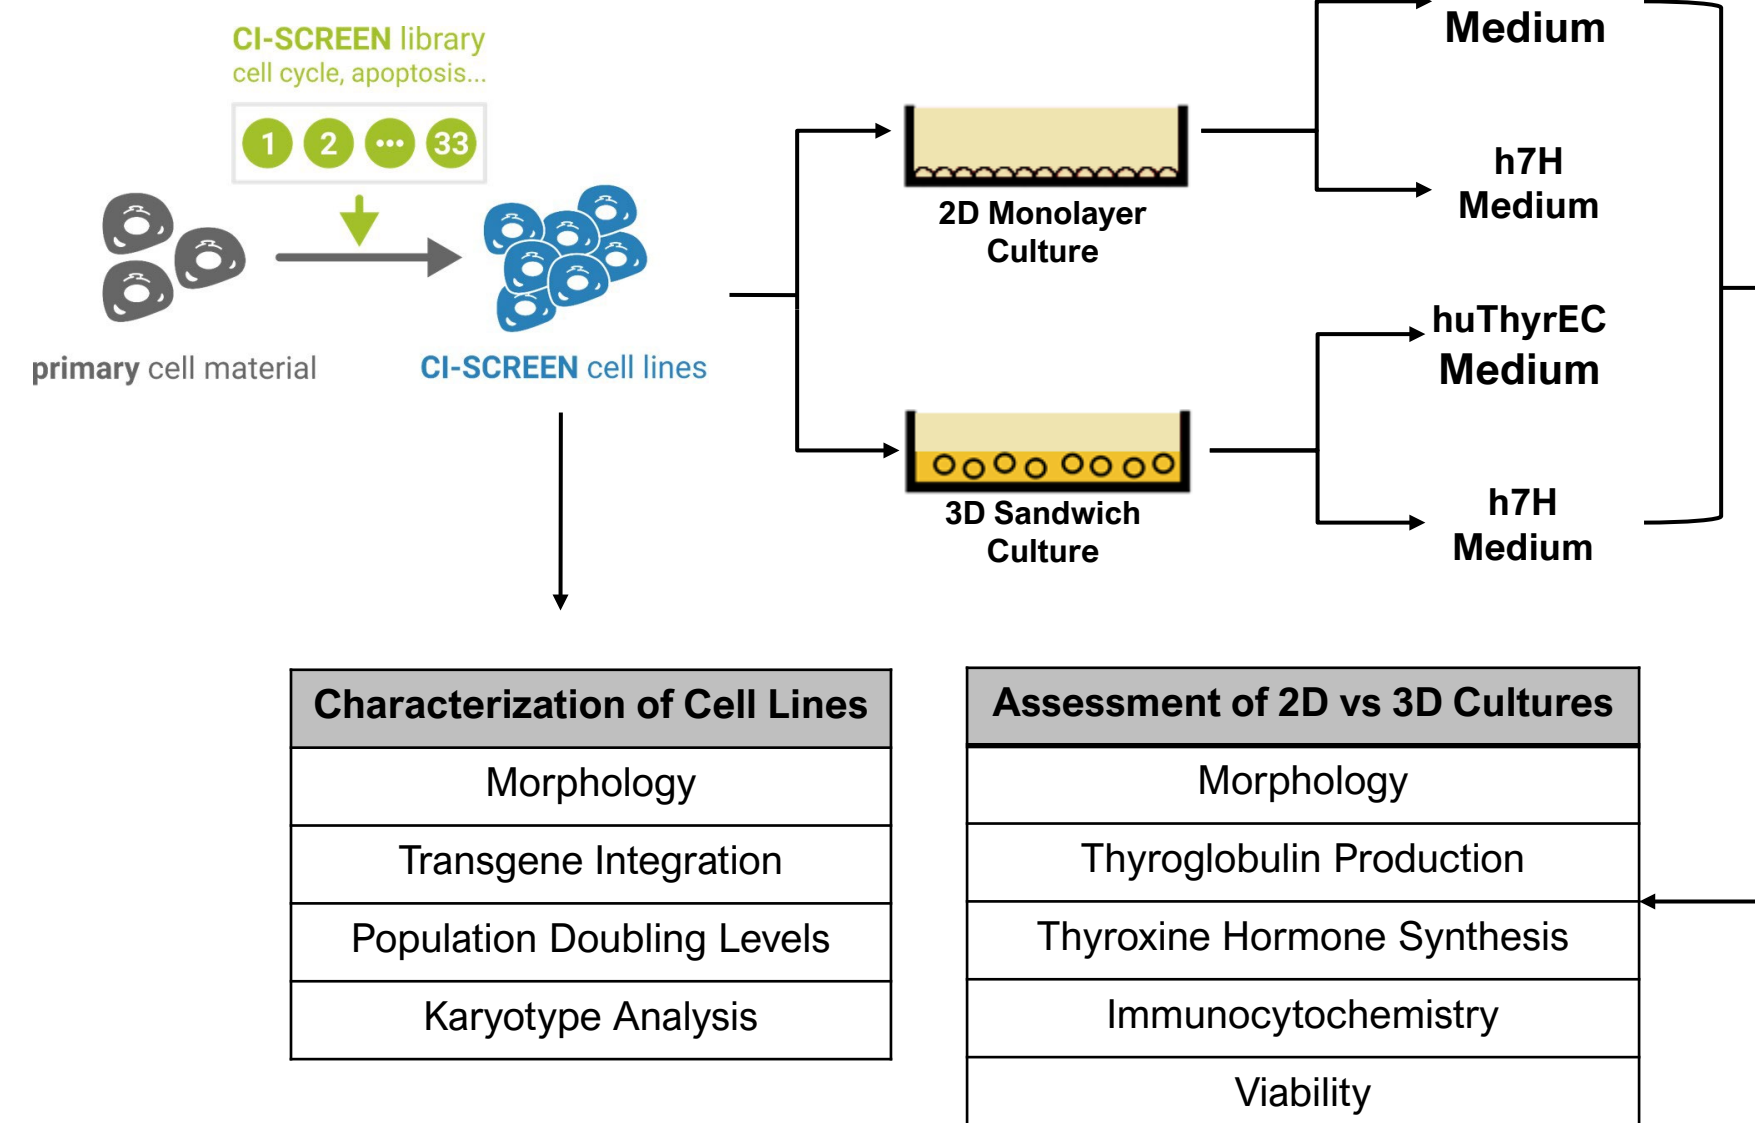 CI-SCREEN library
cell cycle, apoptosis...
1 2 ••• 33
primary cell material
CI-SCREEN cell lines
2D Monolayer
Culture
3D Sandwich
Culture
Medium
h7H
Medium
huThyrEC
Medium
h7H
Medium
Characterization of Cell Lines
Morphology
Transgene Integration
Population Doubling Levels
Karyotype Analysis
Assessment of 2D vs 3D Cultures
Morphology
Thyroglobulin Production
Thyroxine Hormone Synthesis
Immunocytochemistry
Viability